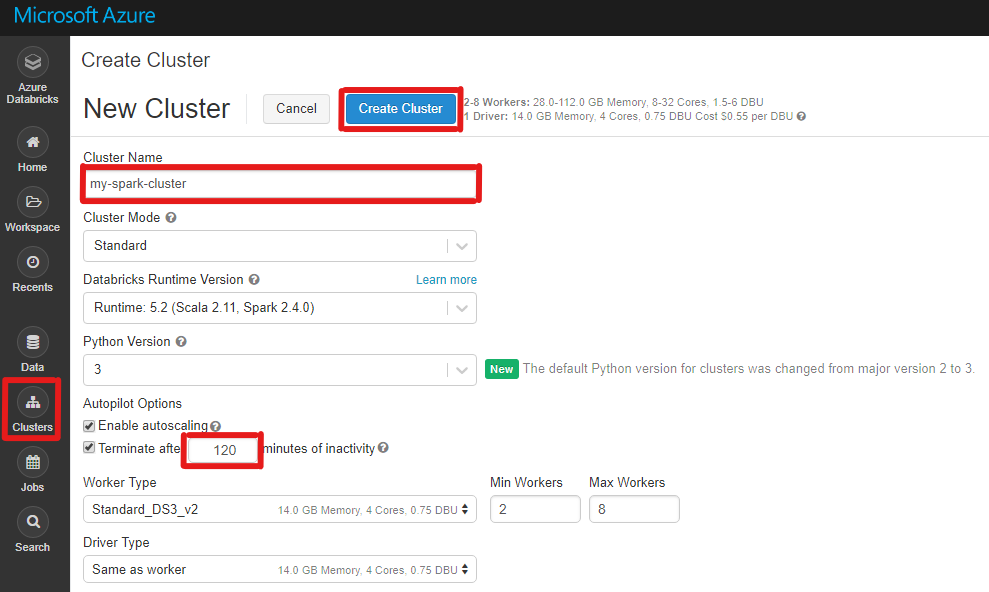 Microsoft Azure
Azure
Databricks
Home
Workspace
Recents
Data
Clusters
Jobs
Search
Create Cluster
New Cluster
Cancel
Create Cluster
2-8 Workers: 28.0-112.0 GB Memory, 8-32 Cores, 1.5-6 DBU
1 Driver: 14.0 GB Memory, 4 Cores, 0.75 DBU Cost $0.55 per DBU ?
Cluster Name
my-spark-cluster
Cluster Mode ?
Standard
Databricks Runtime Version ? Learn more
Runtime: 5.2 (Scala 2.11, Spark 2.4.0)
Python Version ?
3
New The default Python version for clusters was changed from major version 2 to 3.
Autopilot Options
Enable autoscaling ?
Terminate after 120 minutes of inactivity ?
Worker Type Min Workers Max Workers
Standard_DS3_v2 14.0 GB Memory, 4 Cores, 0.75 DBU 2 8
Driver Type
Same as worker 14.0 GB Memory, 4 Cores, 0.75 DBU